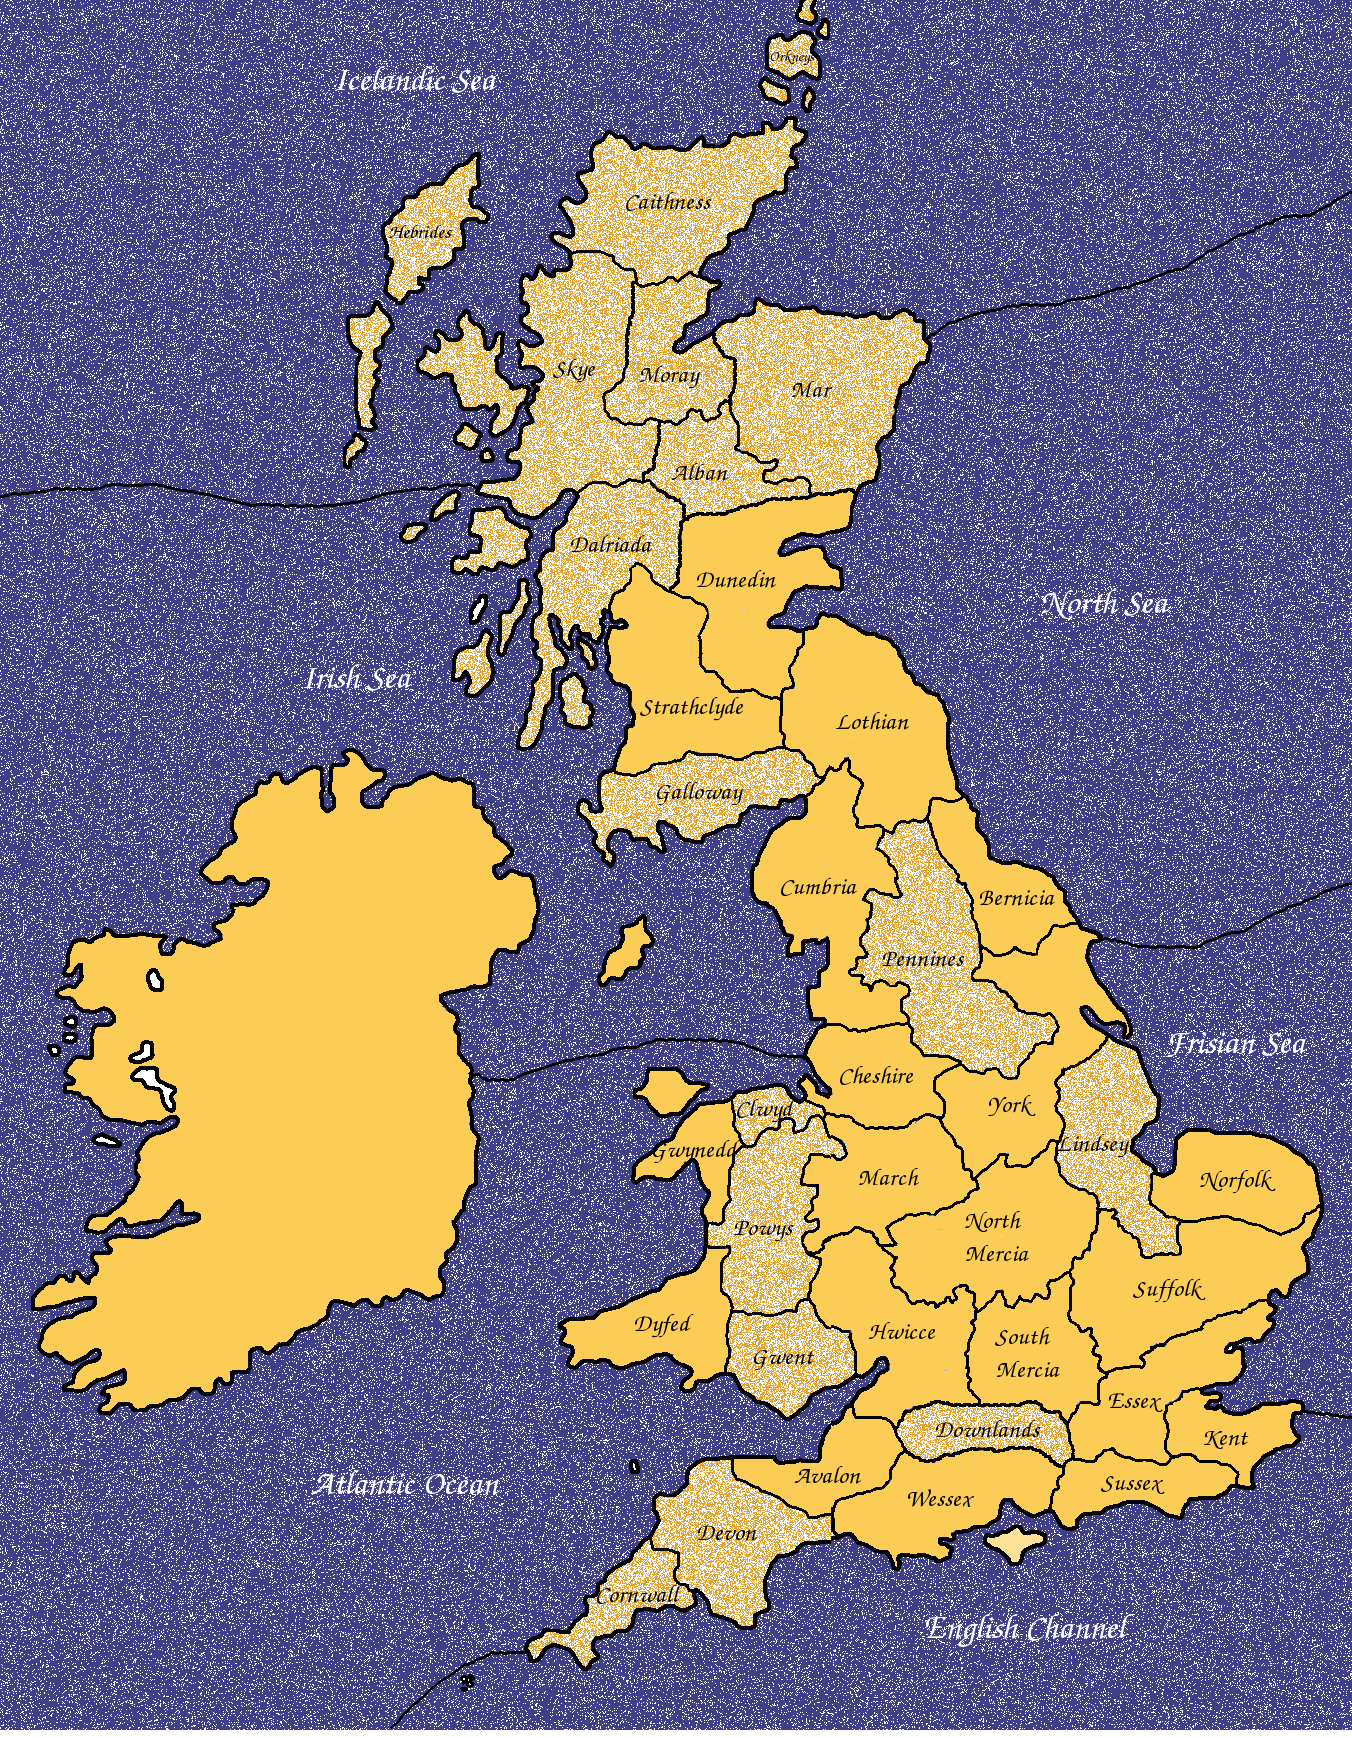 Orkneys
Icelandic Sea
Caithness
Hebrides
Skye
Moray
Mar
Alban
Dalriada
Dunedin
North Sea
Irish Sea
Strathclyde
Lothian
Galloway
Cumbria
Bernicia
Pennines
Frisian Sea
Cheshire
Clwyd
York
Gwynedd
Lindsey
March
Norfolk
Powys
North
Mercia
Suffolk
Dyfed
Hwicce
South
Mercia
Gwent
Essex
Downlands
Kent
Atlantic Ocean
Avalon
Sussex
Wessex
Devon
Cornwall
English Channel